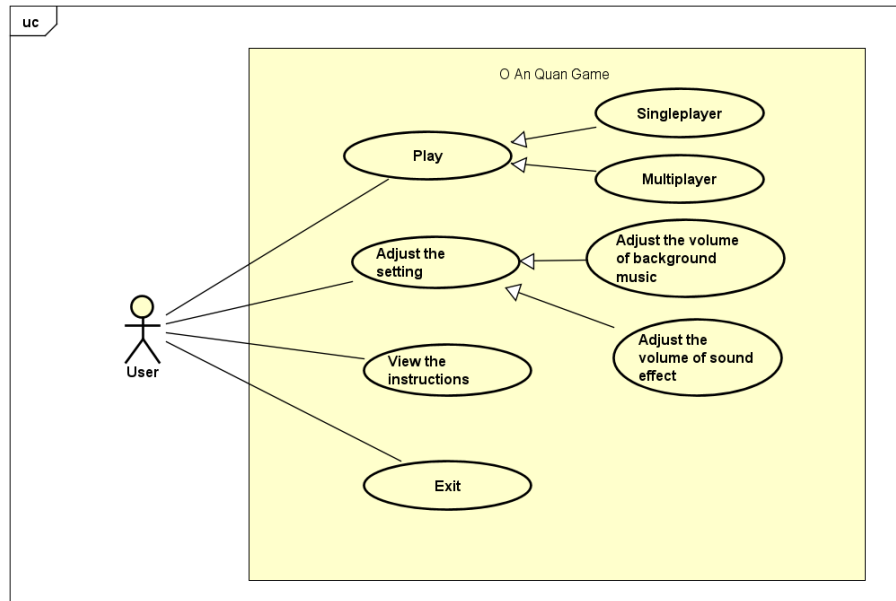 uc
O An Quan Game
Singleplayer
Play
Multiplayer
Adjust the volume
of background
music
Adjust the
setting
Adjust the
volume of sound
effect
View the
instructions
User
Exit